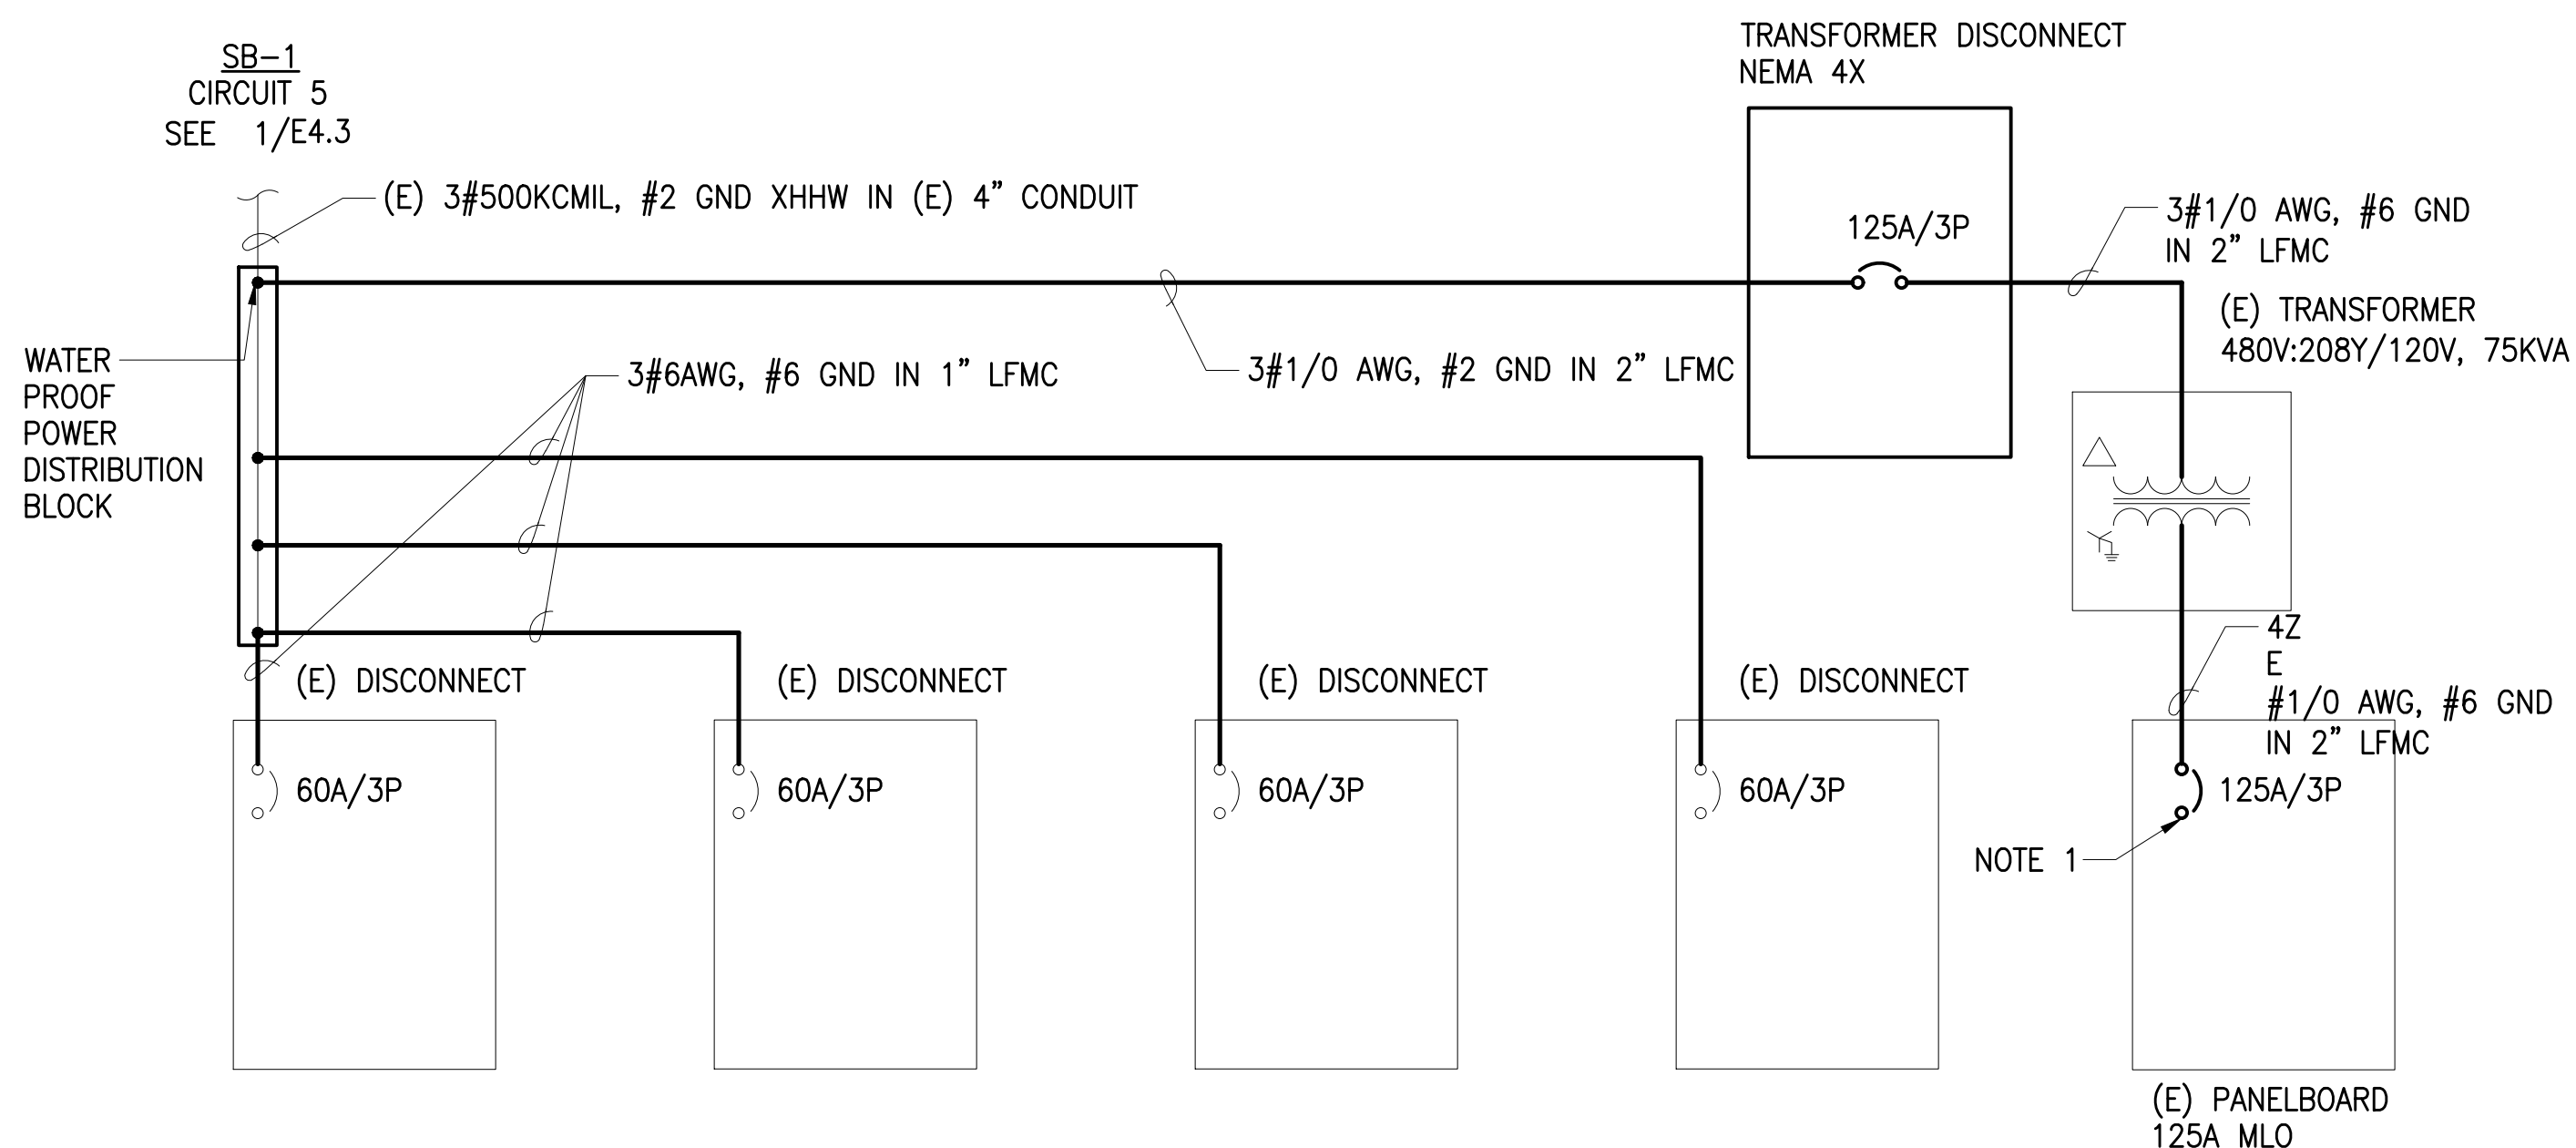 SB-1
CIRCUIT 5
SEE 1/E4.3
TRANSFORMER DISCONNECT
NEMA 4X
(E) 3#500KCMIL, #2 GND XHHW IN (E) 4" CONDUIT
125A/3P
3#1/0 AWG, #6 GND
IN 2" LFMC
(E) TRANSFORMER
480V:208Y/120V, 75KVA
WATER
PROOF
POWER
DISTRIBUTION
BLOCK
3#6AWG, #6 GND IN 1" LFMC
3#1/0 AWG, #2 GND IN 2" LFMC
4Z
E
#1/0 AWG, #6 GND
IN 2" LFMC
(E) DISCONNECT
(E) DISCONNECT
(E) DISCONNECT
(E) DISCONNECT
60A/3P
60A/3P
60A/3P
60A/3P
125A/3P
NOTE 1
(E) PANELBOARD
125A MLO